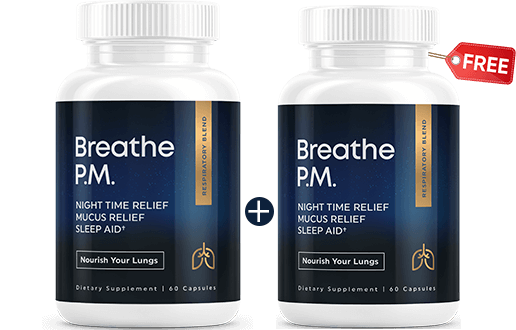 Breathe
P.M.
RESPIRATORY BLEND
NIGHT TIME RELIEF
MUCUS RELIEF
SLEEP AID†
Nourish Your Lungs
Dietary Supplement | 60 Capsules
+
FREE
Breathe
P.M.
RESPIRATORY BLEND
NIGHT TIME RELIEF
MUCUS RELIEF
SLEEP AID†
Nourish Your Lungs
Dietary Supplement | 60 Capsules